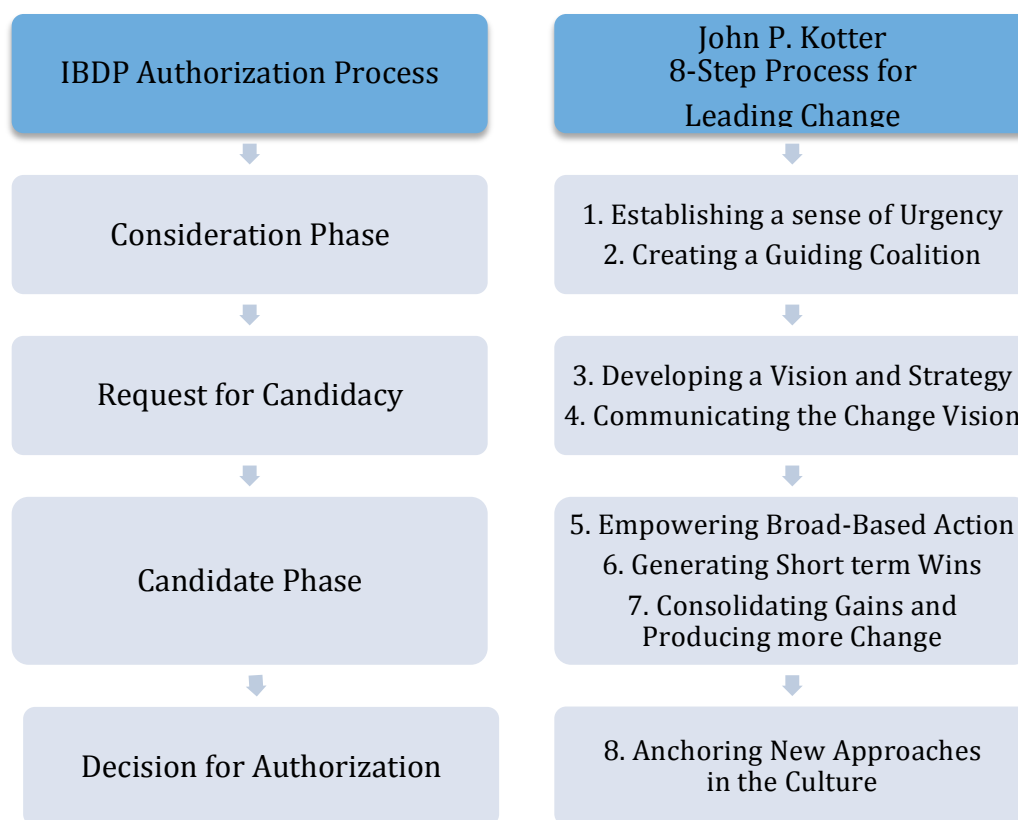 IBDP Authorization Process
Consideration Phase
Request for Candidacy
Candidate Phase
Decision for Authorization
John P. Kotter
8-Step Process for
Leading Change
1. Establishing a sense of Urgency
2. Creating a Guiding Coalition
3. Developing a Vision and Strategy
4. Communicating the Change Vision
5. Empowering Broad-Based Action
6. Generating Short term Wins
7. Consolidating Gains and
Producing more Change
8. Anchoring New Approaches
in the Culture